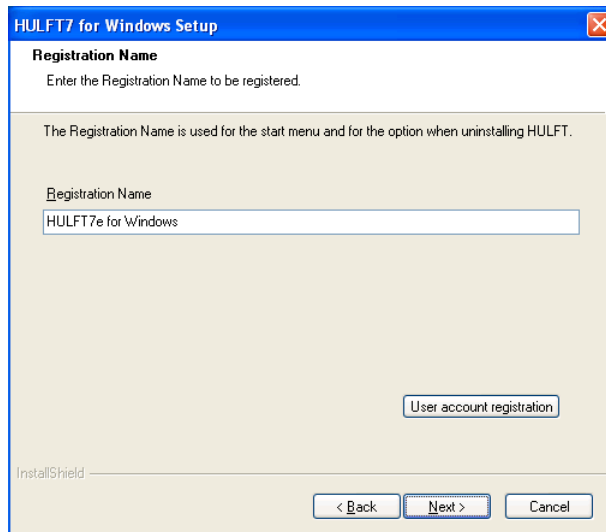 HULFT7 for Windows Setup
Registration Name
Enter the Registration Name to be registered.
The Registration Name is used for the start menu and for the option when uninstalling HULFT.
Registration Name
HULFT7e for Windows
User account registration
InstallShield
< Back Next > Cancel